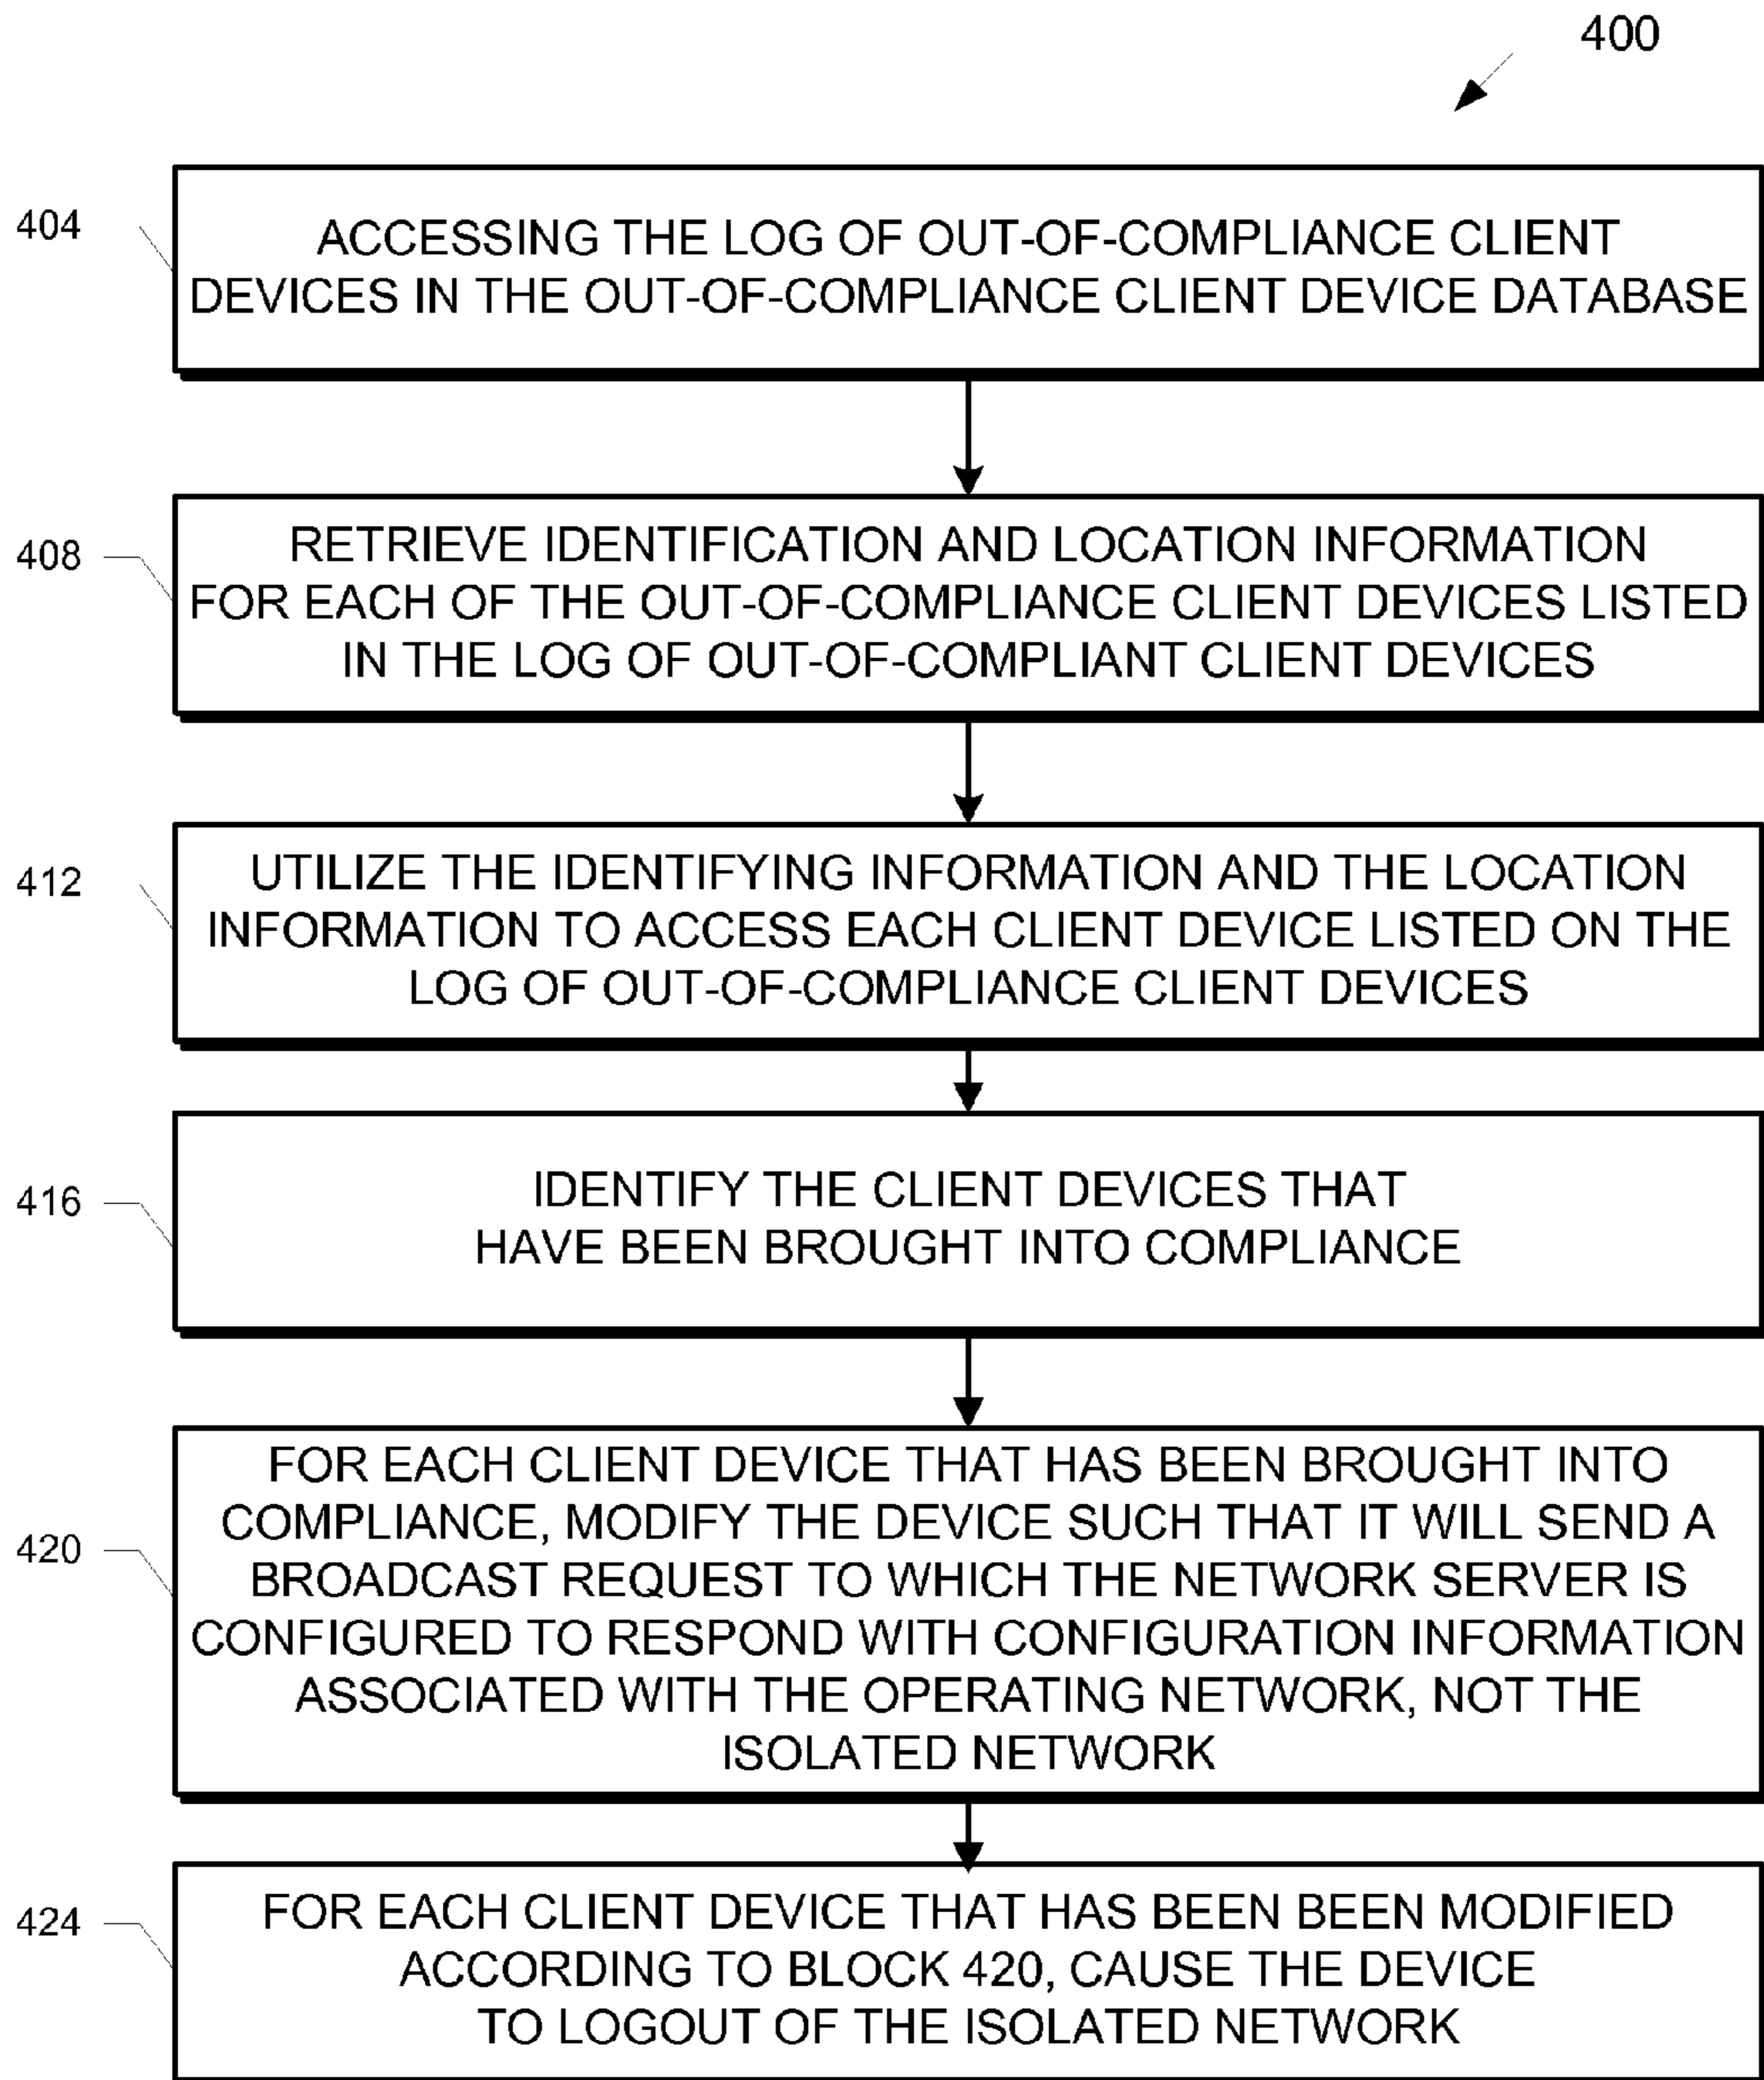 400
404
ACCESSING THE LOG OF OUT-OF-COMPLIANCE CLIENT
DEVICES IN THE OUT-OF-COMPLIANCE CLIENT DEVICE DATABASE
408
RETRIEVE IDENTIFICATION AND LOCATION INFORMATION
FOR EACH OF THE OUT-OF-COMPLIANCE CLIENT DEVICES LISTED
IN THE LOG OF OUT-OF-COMPLIANT CLIENT DEVICES
412
UTILIZE THE IDENTIFYING INFORMATION AND THE LOCATION
INFORMATION TO ACCESS EACH CLIENT DEVICE LISTED ON THE
LOG OF OUT-OF-COMPLIANCE CLIENT DEVICES
416
IDENTIFY THE CLIENT DEVICES THAT
HAVE BEEN BROUGHT INTO COMPLIANCE
420
FOR EACH CLIENT DEVICE THAT HAS BEEN BROUGHT INTO
COMPLIANCE, MODIFY THE DEVICE SUCH THAT IT WILL SEND A
BROADCAST REQUEST TO WHICH THE NETWORK SERVER IS
CONFIGURED TO RESPOND WITH CONFIGURATION INFORMATION
ASSOCIATED WITH THE OPERATING NETWORK, NOT THE
ISOLATED NETWORK
424
FOR EACH CLIENT DEVICE THAT HAS BEEN BEEN MODIFIED
ACCORDING TO BLOCK 420, CAUSE THE DEVICE
TO LOGOUT OF THE ISOLATED NETWORK